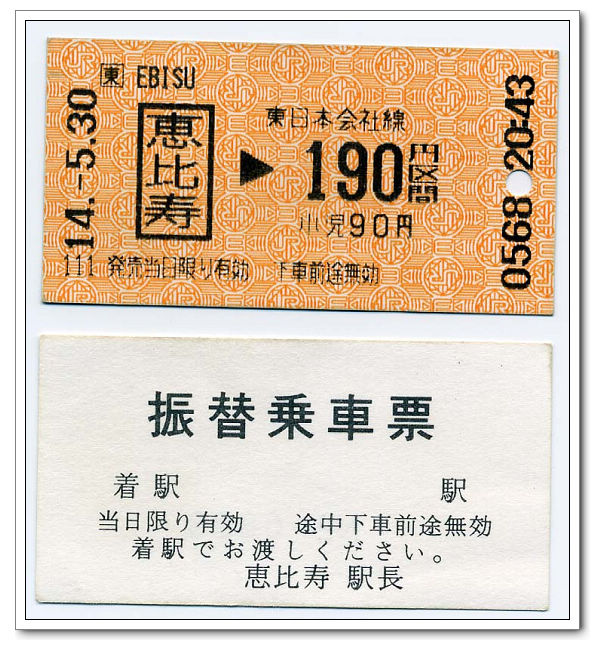 東 EBISU
14.-5.30
恵比寿
東日本会社線
▶ 190円区間
小児90円
111 発売当日限り有効 下車前途無効
0568 20-43
振替乗車票
着駅 駅
当日限り有効 途中下車前途無効
着駅でお渡しください。
恵比寿 駅長